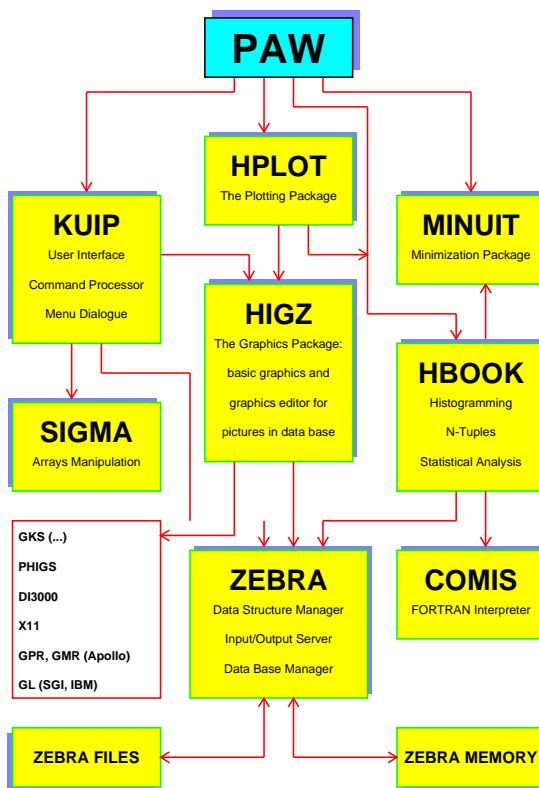 PAW
HPLOT
The Plotting Package
KUIP
User Interface
Command Processor
Menu Dialogue
MINUIT
Minimization Package
HIGZ
The Graphics Package:
basic graphics and
graphics editor for
pictures in data base
HBOOK
Histogramming
N-Tuples
Statistical Analysis
SIGMA
Arrays Manipulation
GKS (...)
PHIGS
DI3000
X11
GPR, GMR (Apollo)
GL (SGI, IBM)
ZEBRA
Data Structure Manager
Input/Output Server
Data Base Manager
COMIS
FORTRAN Interpreter
ZEBRA FILES
ZEBRA MEMORY